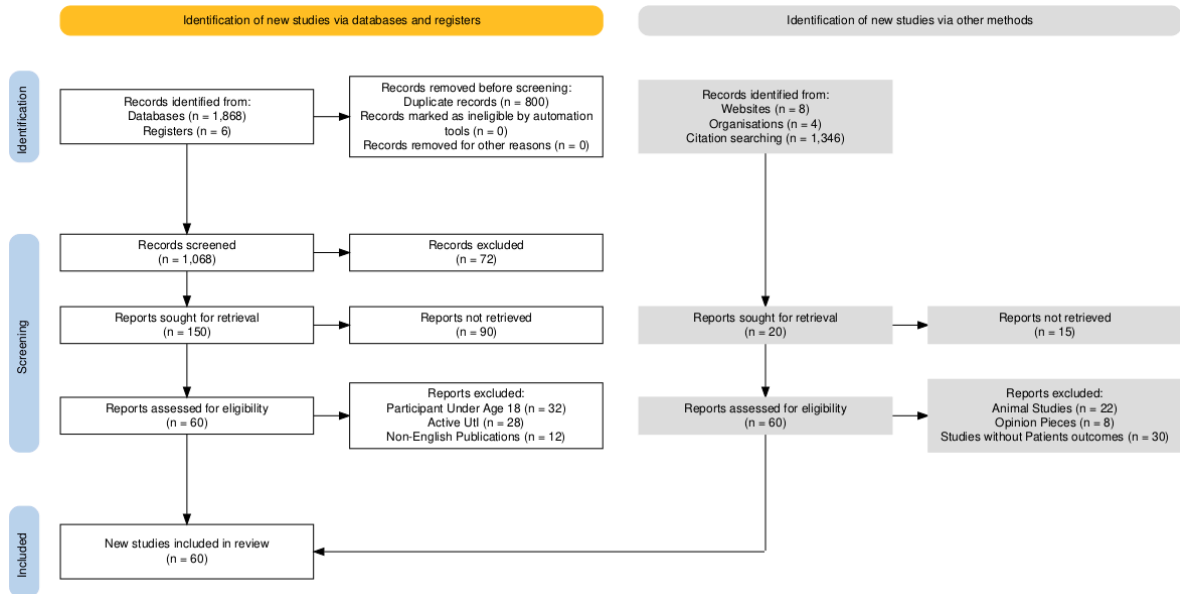 Identification of new studies via databases and registers
Identification of new studies via other methods
Identification
Records identified from:
Databases (n = 1,868)
Registers (n = 6)
Records removed before screening:
Duplicate records (n = 800)
Records marked as ineligible by automation
tools (n = 0)
Records removed for other reasons (n = 0)
Records identified from:
Websites (n = 8)
Organisations (n = 4)
Citation searching (n = 1,346)
Screening
Records screened
(n = 1,068)
Records excluded
(n = 72)
Reports sought for retrieval
(n = 150)
Reports not retrieved
(n = 90)
Reports sought for retrieval
(n = 20)
Reports not retrieved
(n = 15)
Reports assessed for eligibility
(n = 60)
Reports excluded:
Participant Under Age 18 (n = 32)
Active UtI (n = 28)
Non-English Publications (n = 12)
Reports assessed for eligibility
(n = 60)
Reports excluded:
Animal Studies (n = 22)
Opinion Pieces (n = 8)
Studies without Patients outcomes (n = 30)
Included
New studies included in review
(n = 60)